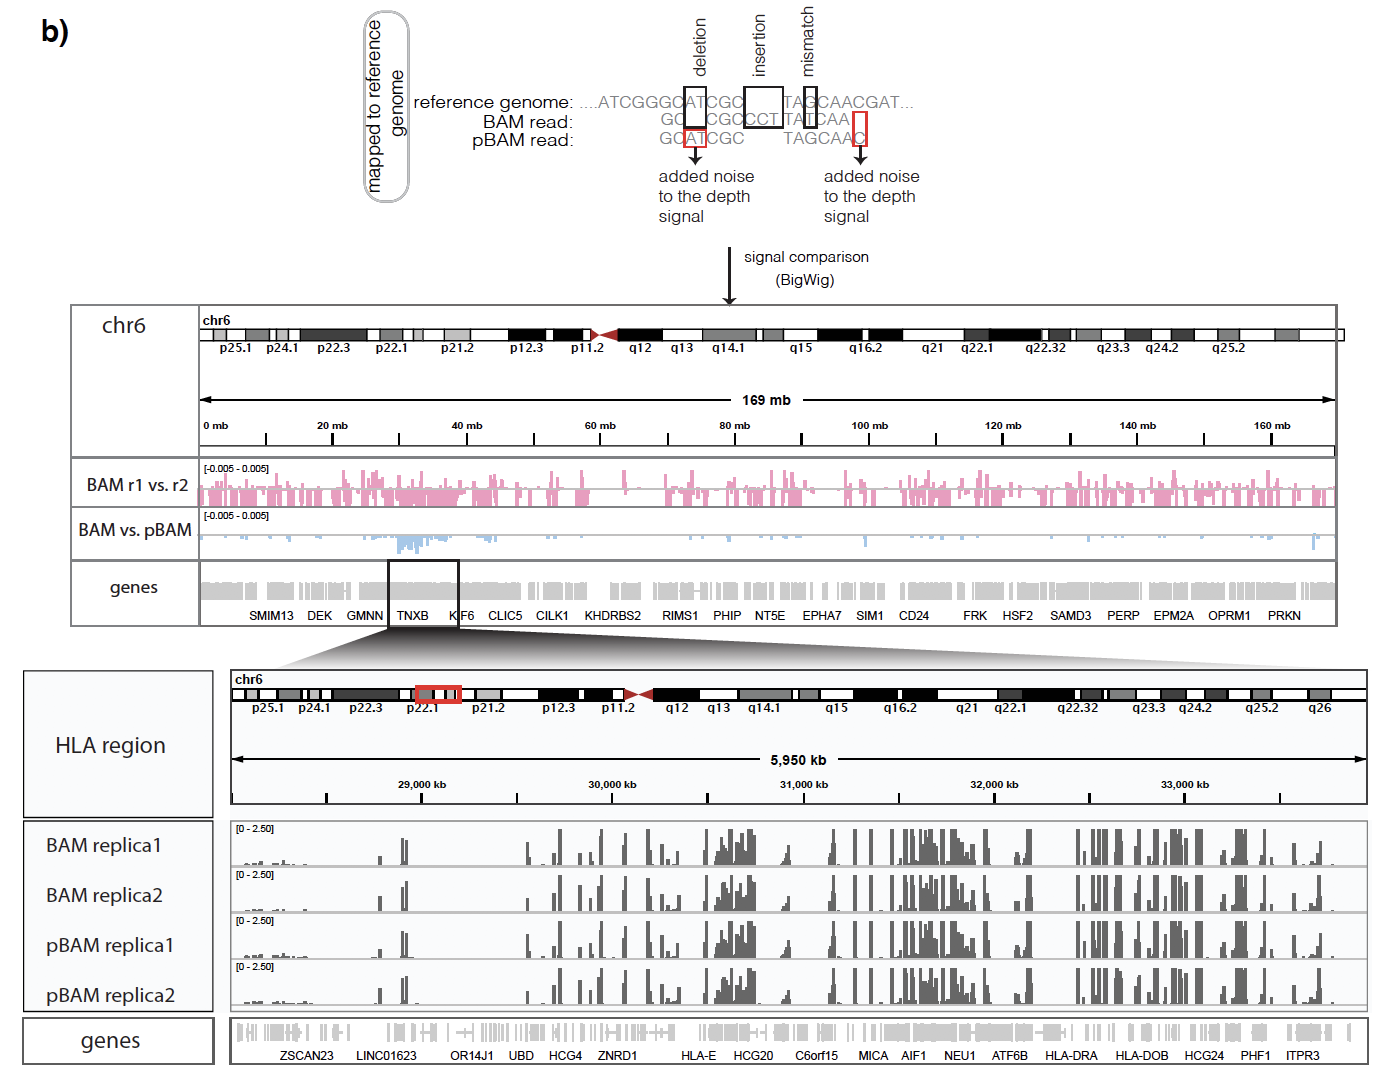 b)
mapped to reference
genome
deletion
insertion
mismatch
reference genome: ....ATCGGGCATCGC TAGCAACGAT...
BAM read: GC CGCCCT TATCAA
pBAM read: GCATCGC TAGCAAC
added noise
to the depth
signal
added noise
to the depth
signal
signal comparison
(BigWig)
chr6
chr6
p25.1 p24.1 p22.3 p22.1 p21.2 p12.3 p11.2 q12 q13 q14.1 q15 q16.2 q21 q22.1 q22.32 q23.3 q24.2 q25.2
169 mb
0 mb 20 mb 40 mb 60 mb 80 mb 100 mb 120 mb 140 mb 160 mb
BAM r1 vs. r2
[-0.005 - 0.005]
BAM vs. pBAM
[-0.005 - 0.005]
genes
SMIM13 DEK GMNN TNXB KIF6 CLIC5 CILK1 KHDRBS2 RIMS1 PHIP NT5E EPHA7 SIM1 CD24 FRK HSF2 SAMD3 PERP EPM2A OPRM1 PRKN
HLA region
chr6
p25.1 p24.1 p22.3 p22.1 p21.2 p12.3 p11.2 q12 q13 q14.1 q15 q16.2 q21 q22.1 q22.32 q23.3 q24.2 q25.2 q26
5,950 kb
29,000 kb 30,000 kb 31,000 kb 32,000 kb 33,000 kb
BAM replica1
[0 - 2.50]
BAM replica2
[0 - 2.50]
pBAM replica1
[0 - 2.50]
pBAM replica2
[0 - 2.50]
genes
ZSCAN23 LINC01623 OR14J1 UBD HCG4 ZNRD1 HLA-E HCG20 C6orf15 MICA AIF1 NEU1 ATF6B HLA-DRA HLA-DOB HCG24 PHF1 ITPR3